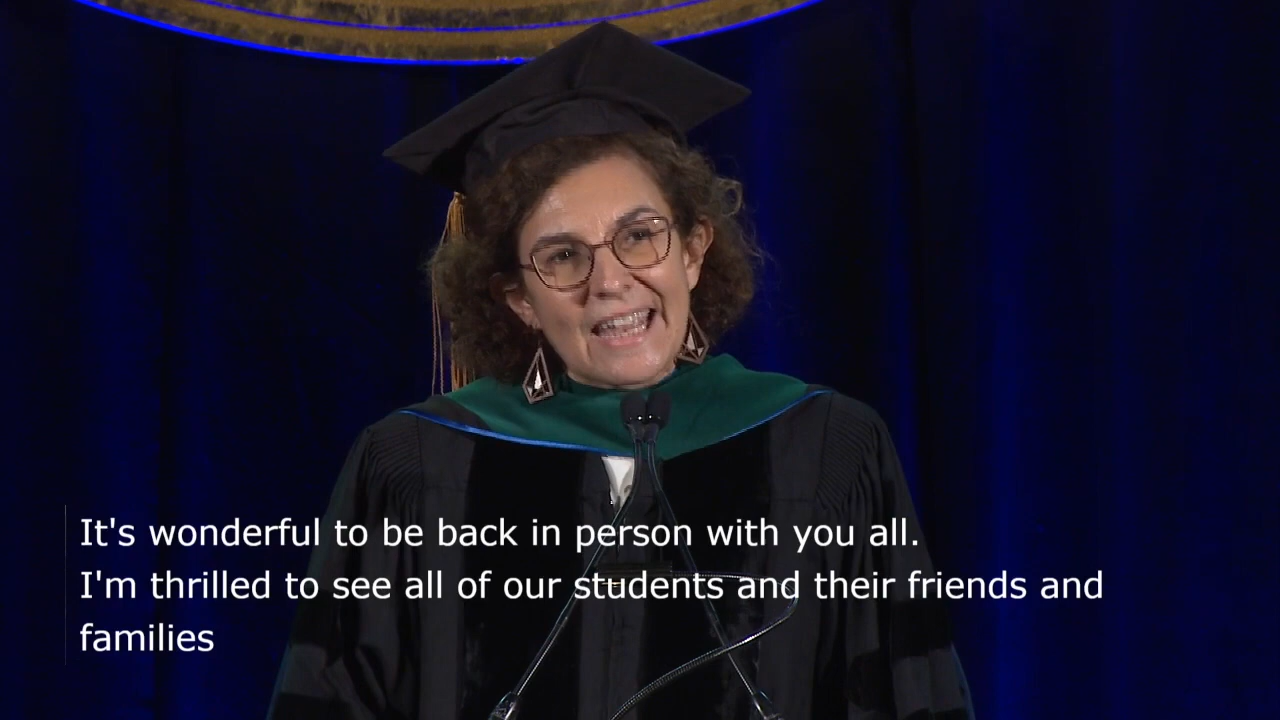 It's wonderful to be back in person with you all.
I'm thrilled to see all of our students and their friends and
families